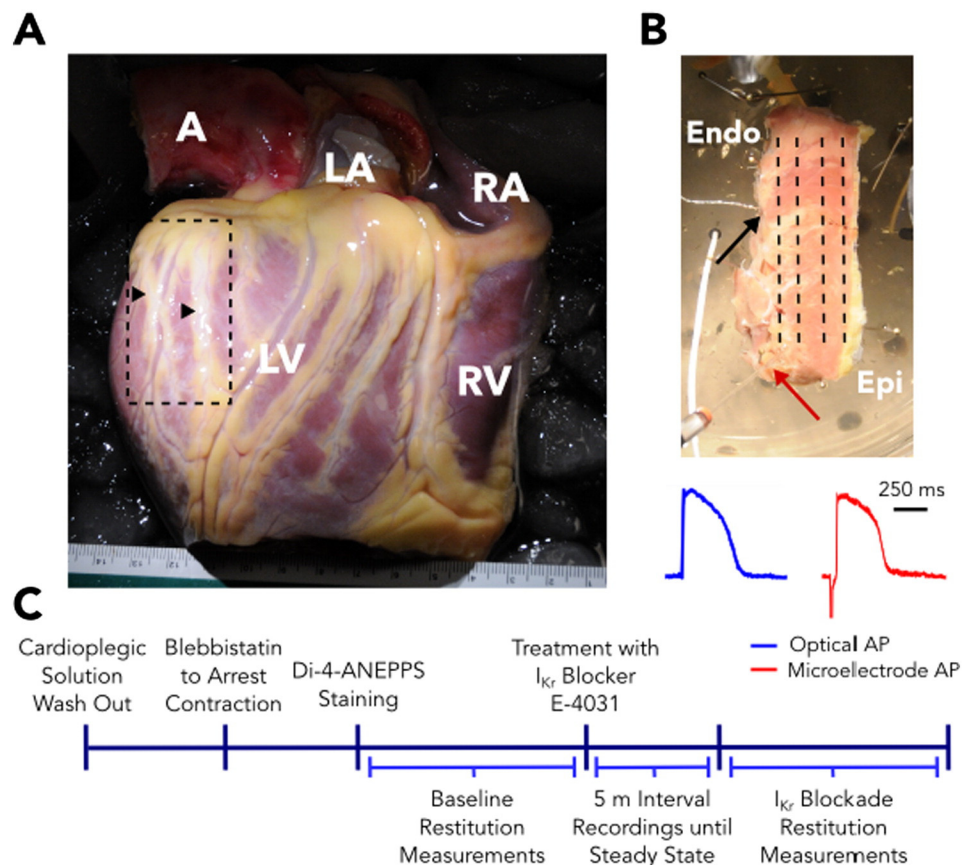 A
B
A
LA
RA
LV
RV
Endo
Epi
250 ms
Optical AP
Microelectrode AP
C
Cardioplegic
Solution
Wash Out
Blebbistatin
to Arrest
Contraction
Di-4-ANEPPS
Staining
Treatment with
IKr Blocker
E-4031
Baseline
Restitution
Measurements
5 m Interval
Recordings until
Steady State
IKr Blockade
Restitution
Measurements